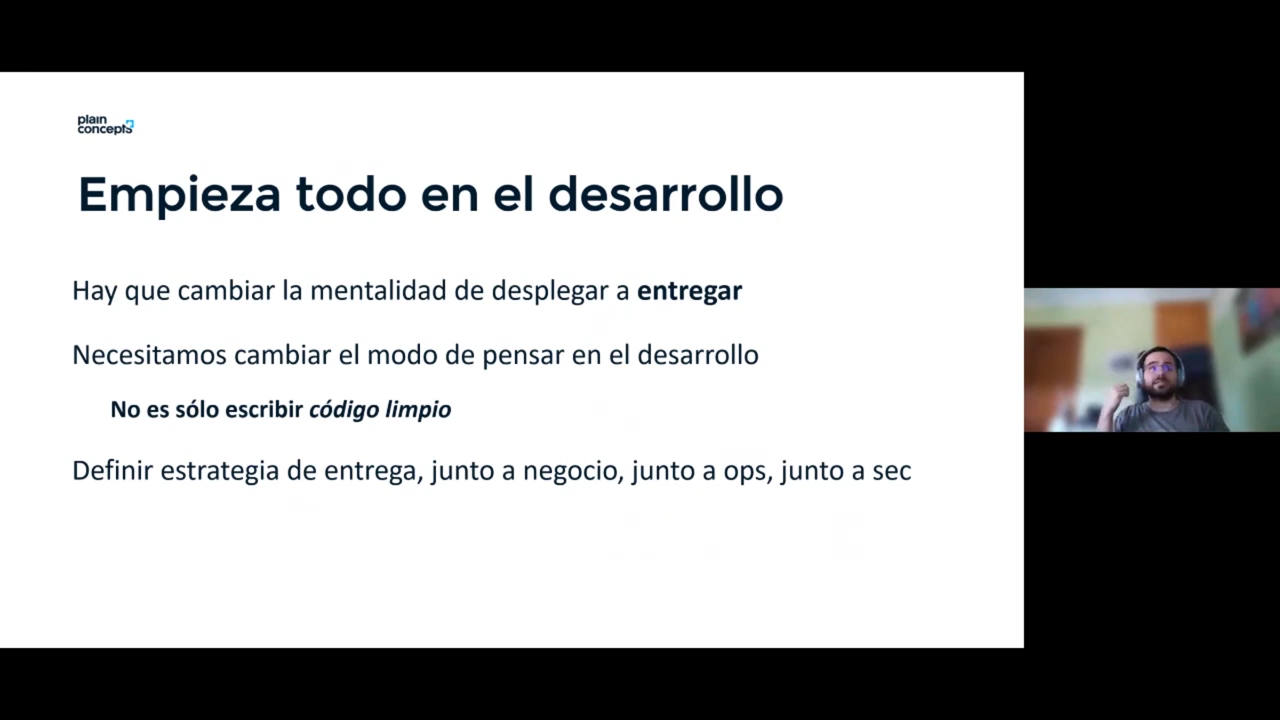 plain
concepts
Empieza todo en el desarrollo
Hay que cambiar la mentalidad de desplegar a entregar
Necesitamos cambiar el modo de pensar en el desarrollo
No es sólo escribir código limpio
Definir estrategia de entrega, junto a negocio, junto a ops, junto a sec